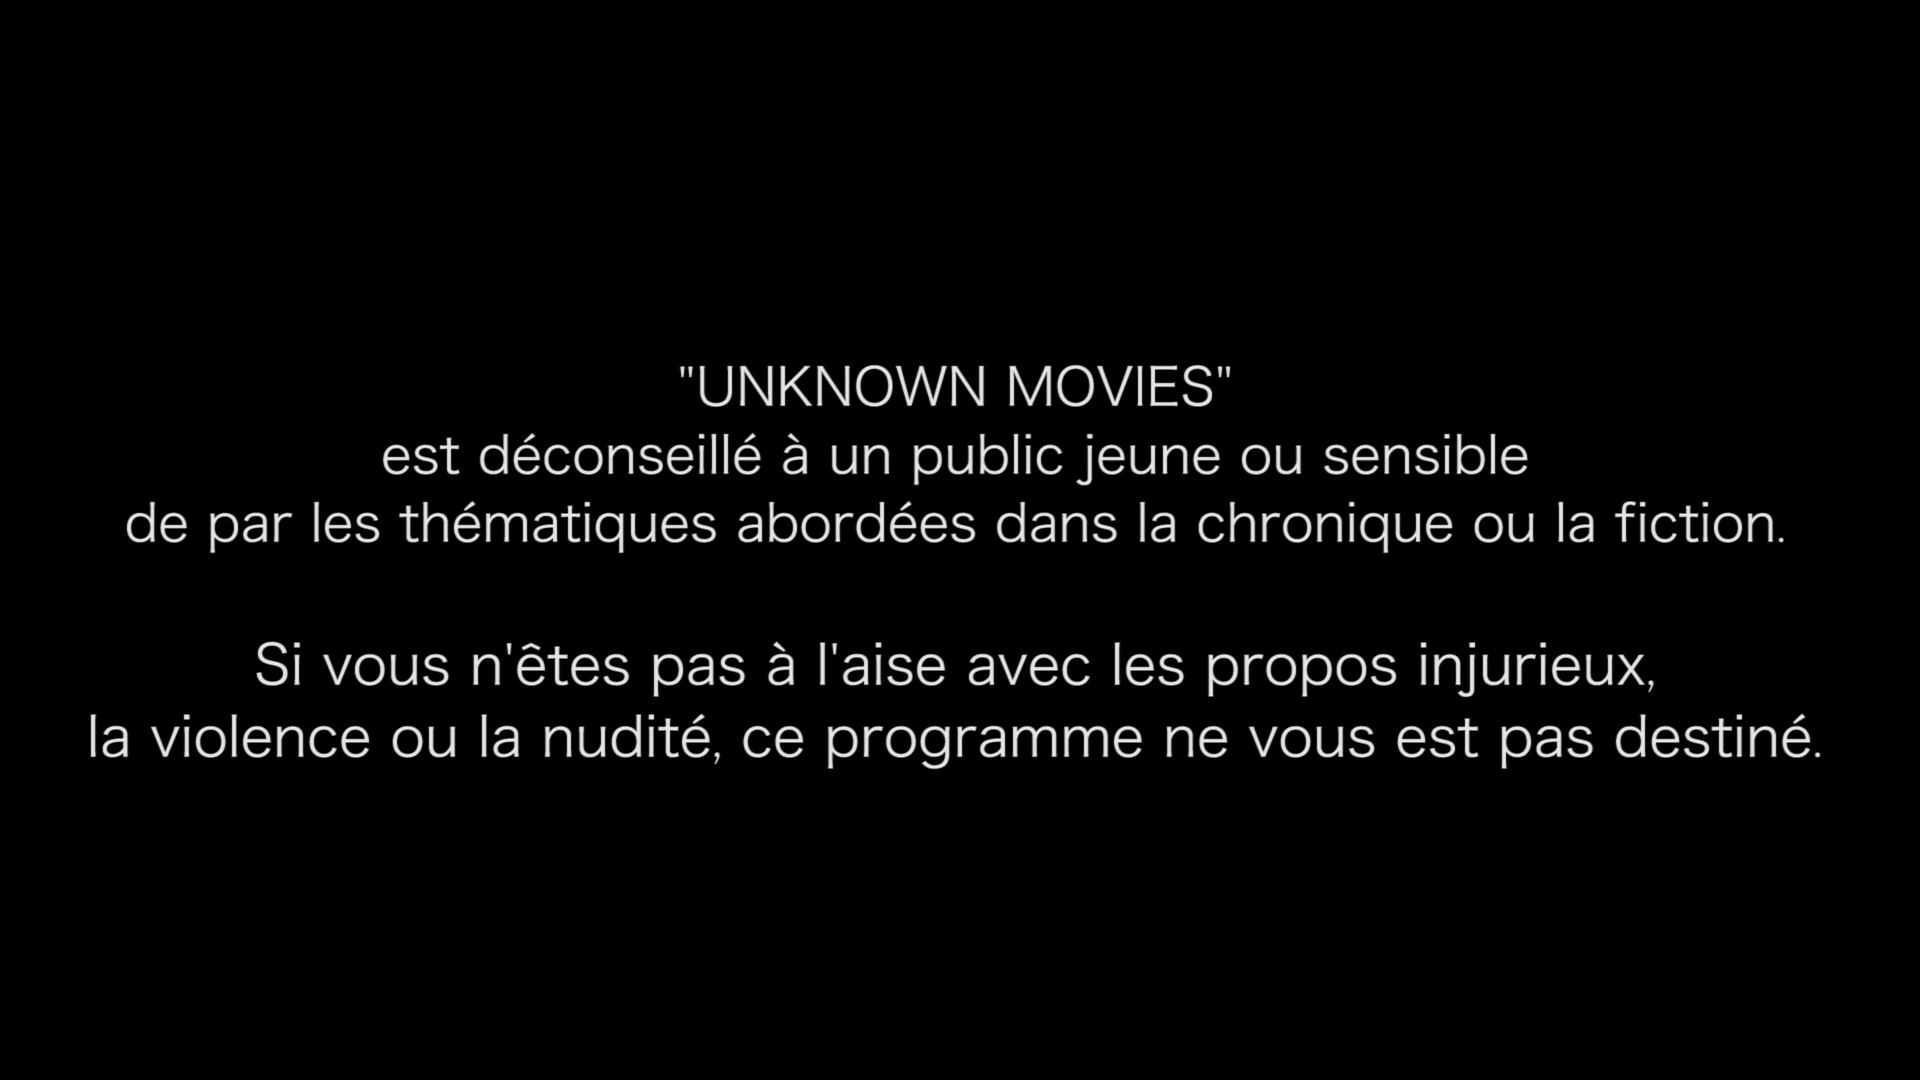 "UNKNOWN MOVIES"
est déconseillé à un public jeune ou sensible
de par les thématiques abordées dans la chronique ou la fiction.
Si vous n'êtes pas à l'aise avec les propos injurieux,
la violence ou la nudité, ce programme ne vous est pas destiné.